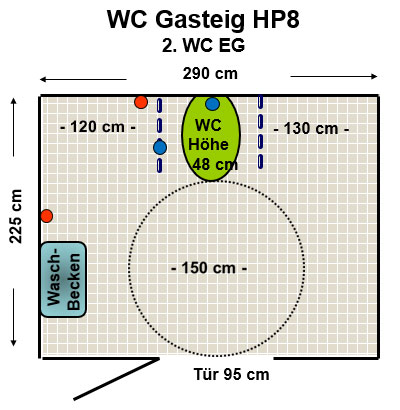 WC Gasteig HP8
2. WC EG
290 cm
- 120 cm -
WC
Höhe
48 cm
- 130 cm -
225 cm
- 150 cm -
Wasch-
Becken
Tür 95 cm